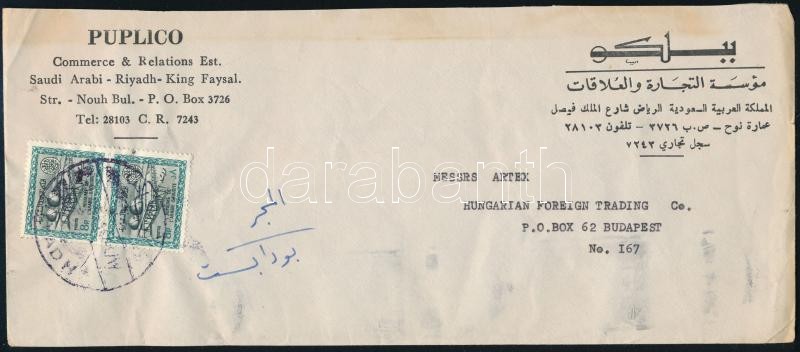 PUPLICO
Commerce & Relations Est.
Saudi Arabi - Riyadh - King Faysal.
Str. - Nouh Bul. - P. O. Box 3726
Tel: 28103 C. R. 7243
ببلكو
مؤسسة التجارة والعلاقات
المملكة العربية السعودية الرياض شارع الملك فيصل
عمارة نوح - ص.ب ٣٧٢٦ - تلفون ٢٨١٠٣
سجل تجاري ٧٢٤٣
MESSRS ARTEX
HUNGARIAN FOREIGN TRADING Co.
P.O.BOX 62 BUDAPEST
No. 167
المجر
بودابست
darabanth